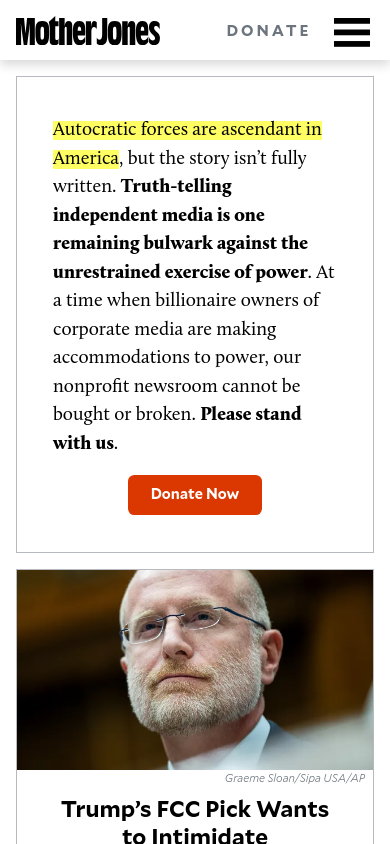 Mother Jones
DONATE
Autocratic forces are ascendant in
America, but the story isn’t fully
written. Truth-telling
independent media is one
remaining bulwark against the
unrestrained exercise of power. At
a time when billionaire owners of
corporate media are making
accommodations to power, our
nonprofit newsroom cannot be
bought or broken. Please stand
with us.
Donate Now
Graeme Sloan/Sipa USA/AP
Trump’s FCC Pick Wants
to Intimidate